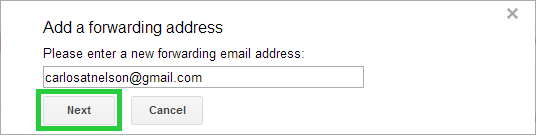 Add a forwarding address
Please enter a new forwarding email address:
carlosatnelson@gmail.com
Next Cancel